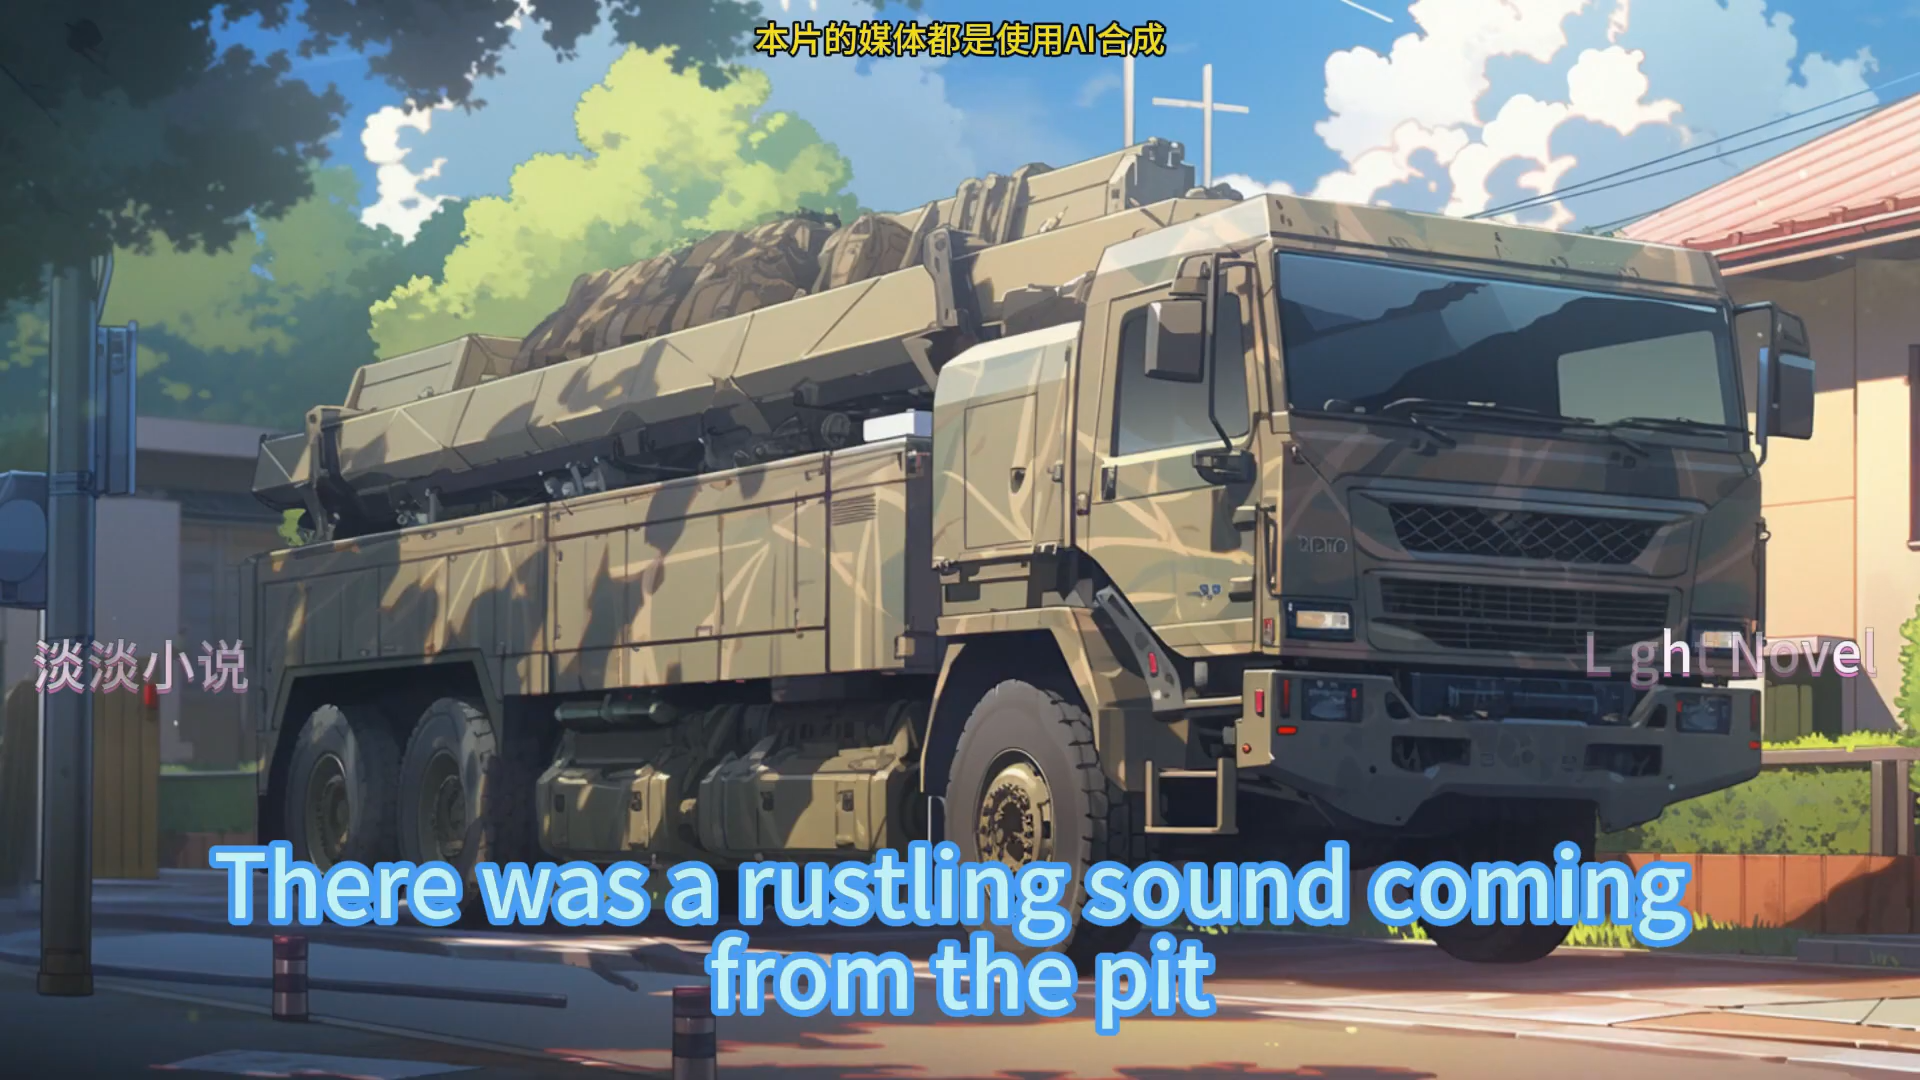 本片的媒体都是使用AI合成
淡淡小说
L ght Novel
There was a rustling sound coming
from the pit